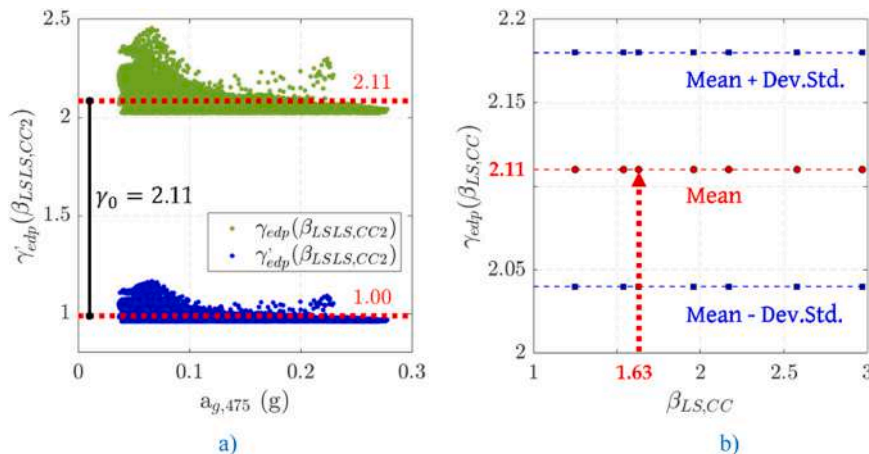 2.5
2
1.5
1
0
0.1
0.2
0.3
γ'edp(βLSLS,CC2)
2.11
γ0 = 2.11
γedp(βLSLS,CC2)
γ'edp(βLSLS,CC2)
1.00
ag,475 (g)
a)
2.2
2.15
2.11
2.05
2
1
1.63
2
2.5
3
γedp(βLS,CC)
Mean + Dev.Std.
Mean
Mean - Dev.Std.
βLS,CC
b)